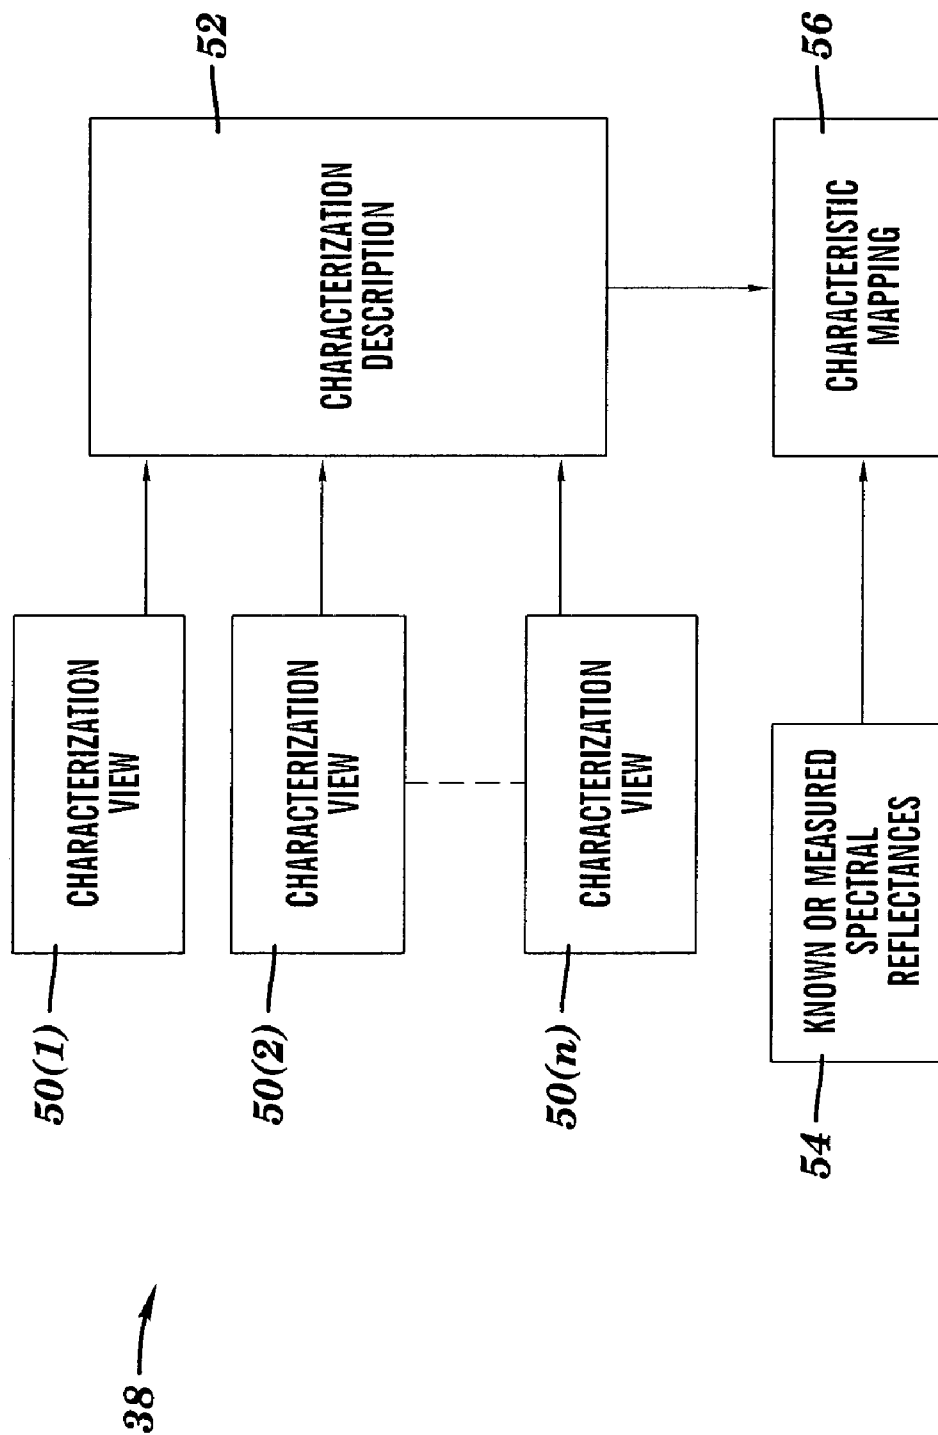 38
50(1)
CHARACTERIZATION
VIEW
50(2)
CHARACTERIZATION
VIEW
50(n)
CHARACTERIZATION
VIEW
52
CHARACTERIZATION
DESCRIPTION
54
KNOWN OR MEASURED
SPECTRAL
REFLECTANCES
56
CHARACTERISTIC
MAPPING